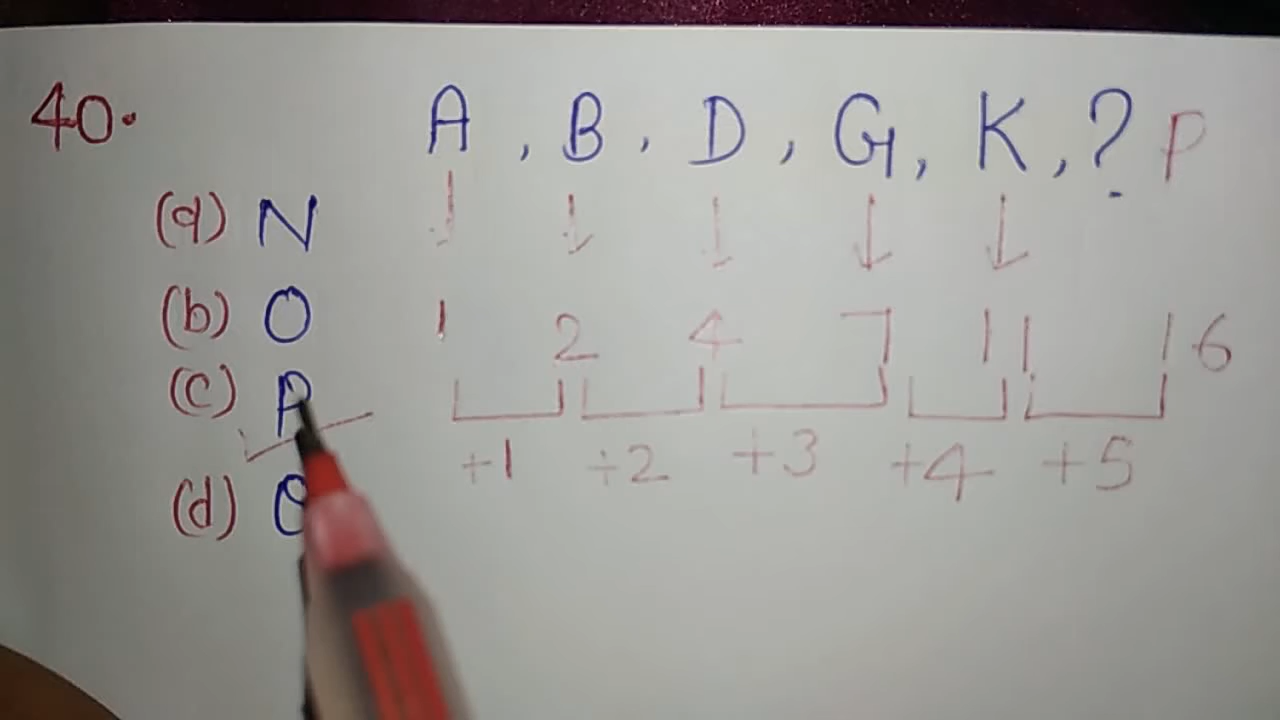 40. A, B, D, G, K, ? P
(a) N
(b) O 1 2 4 7 11 16
(c) P
+1 +2 +3 +4 +5
(d)